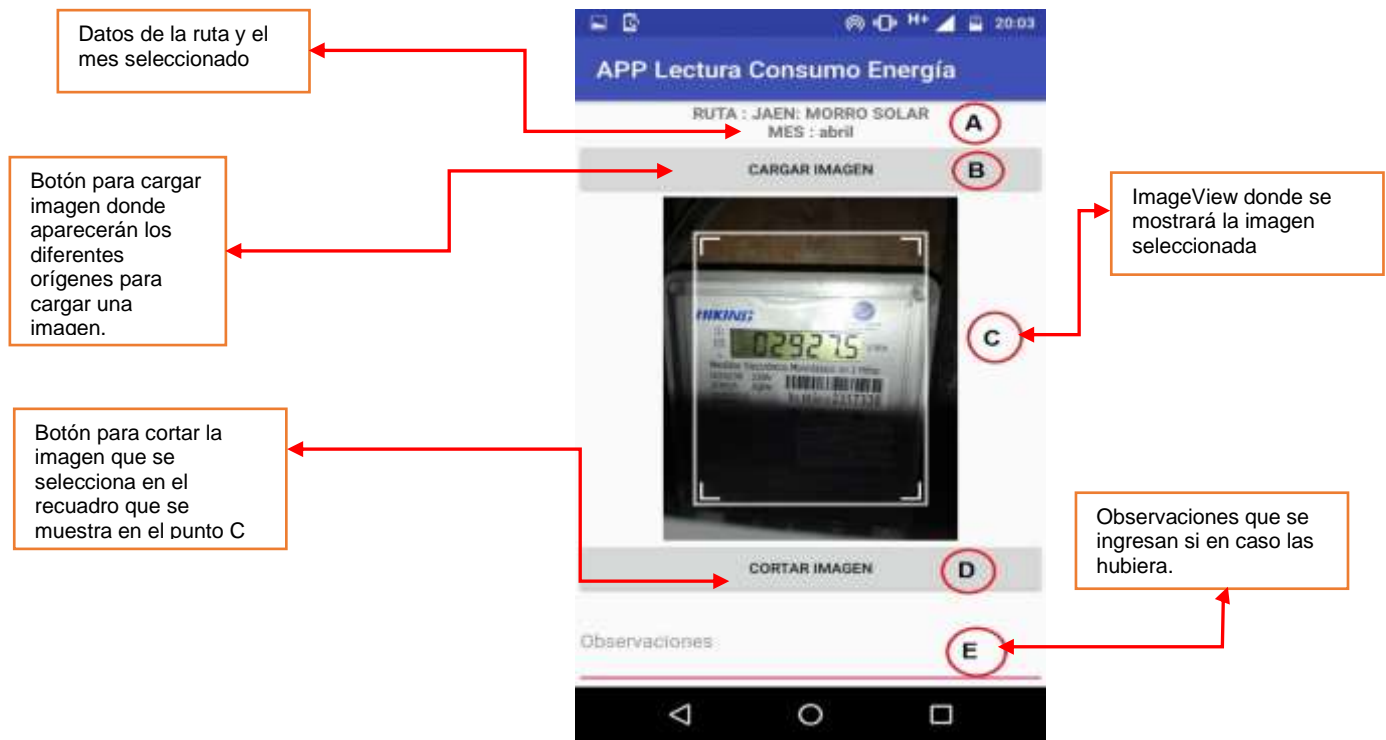 Datos de la ruta y el
mes seleccionado
Botón para cargar
imagen donde
aparecerán los
diferentes
orígenes para
cargar una
imagen.
Botón para cortar la
imagen que se
selecciona en el
recuadro que se
muestra en el punto C
H+ 20:03
APP Lectura Consumo Energía
RUTA : JAEN: MORRO SOLAR
MES : abril
A
CARGAR IMAGEN
B
HIKING
02927.5
C
CORTAR IMAGEN
D
Observaciones
E
ImageView donde se
mostrará la imagen
seleccionada
Observaciones que se
ingresan si en caso las
hubiera.